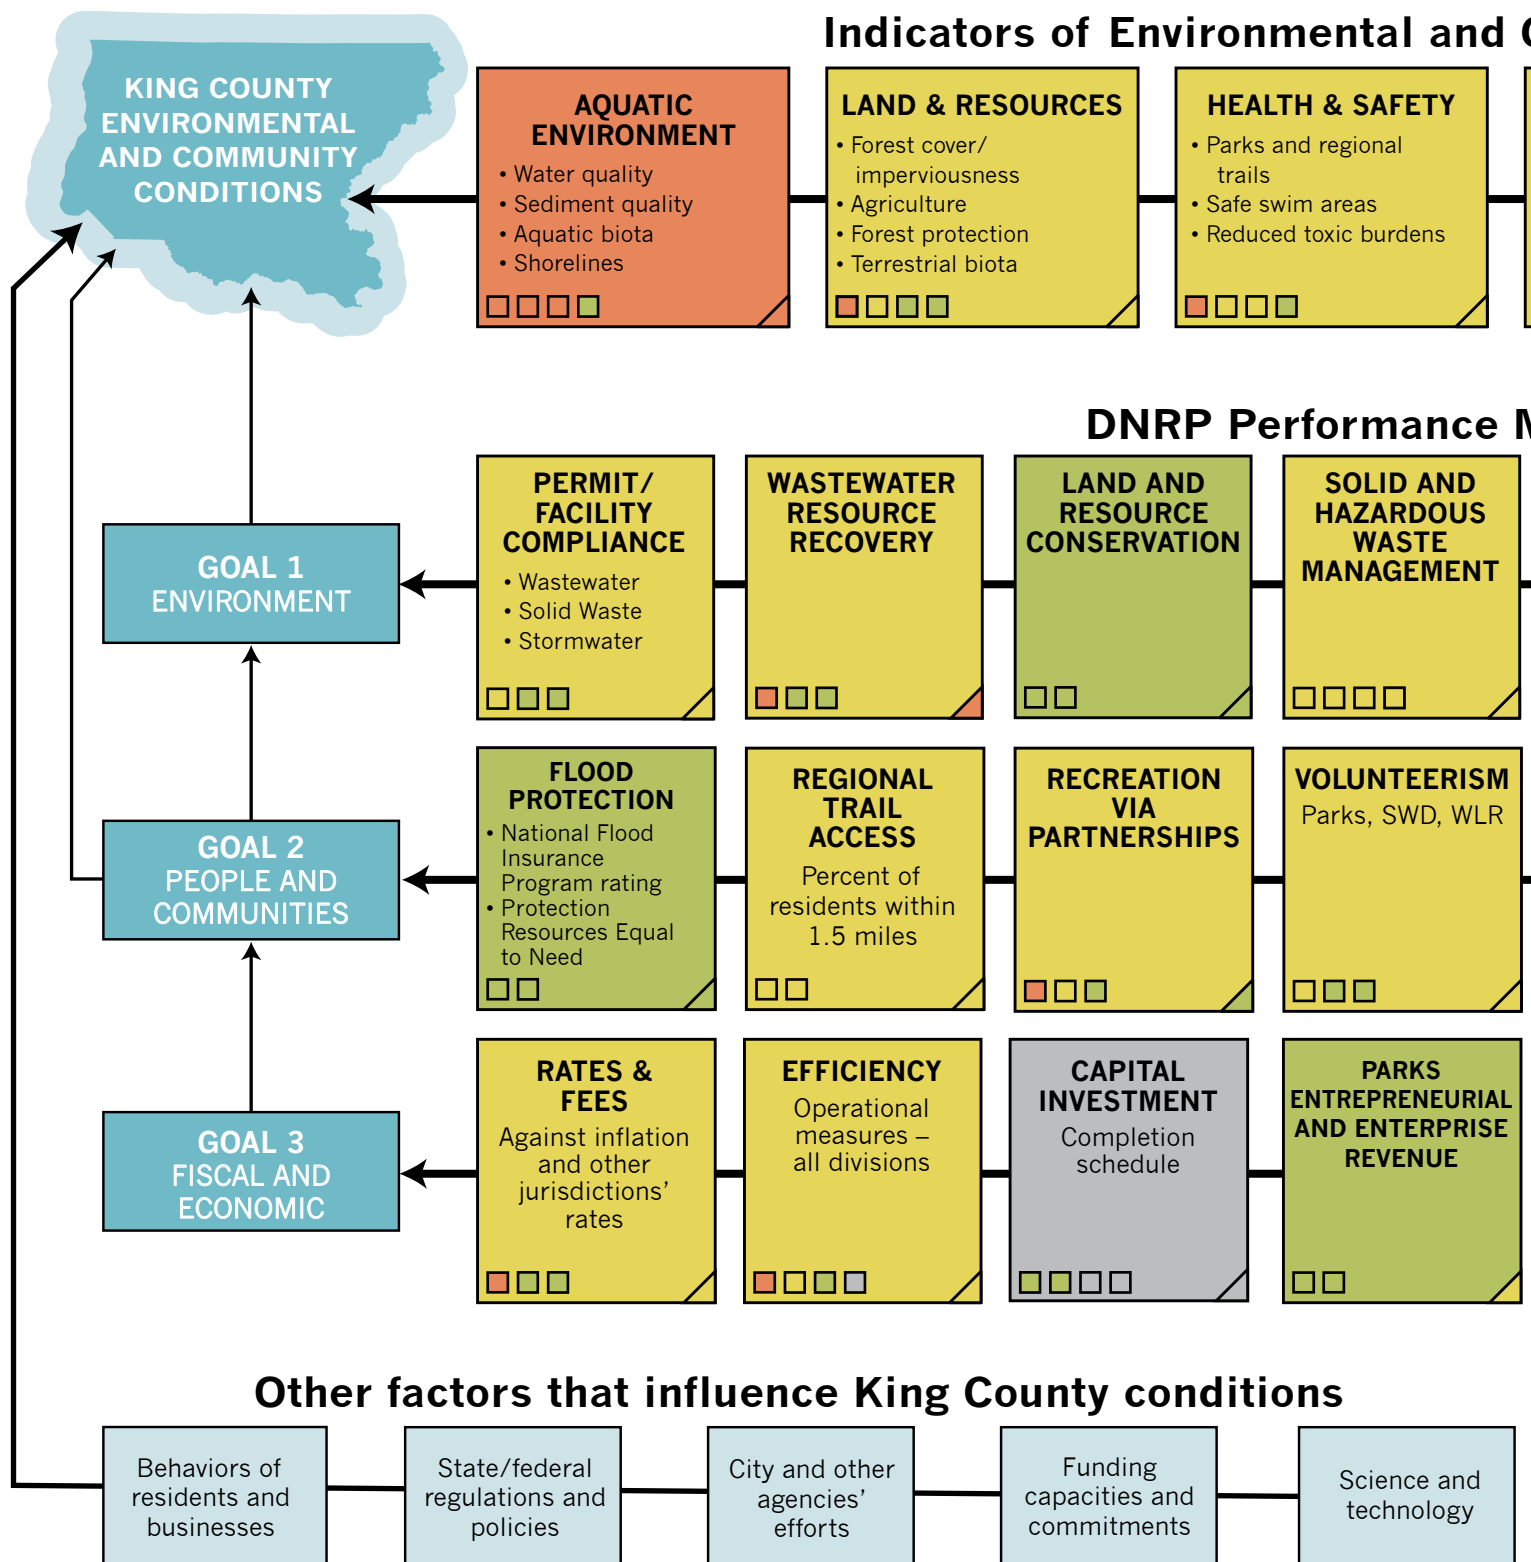 Indicators of Environmental and
KING COUNTY
ENVIRONMENTAL
AND COMMUNITY
CONDITIONS
AQUATIC
ENVIRONMENT
• Water quality
• Sediment quality
• Aquatic biota
• Shorelines
LAND & RESOURCES
• Forest cover/
imperviousness
• Agriculture
• Forest protection
• Terrestrial biota
HEALTH & SAFETY
• Parks and regional
trails
• Safe swim areas
• Reduced toxic burdens
DNRP Performance
GOAL 1
ENVIRONMENT
PERMIT/
FACILITY
COMPLIANCE
• Wastewater
• Solid Waste
• Stormwater
WASTEWATER
RESOURCE
RECOVERY
LAND AND
RESOURCE
CONSERVATION
SOLID AND
HAZARDOUS
WASTE
MANAGEMENT
GOAL 2
PEOPLE AND
COMMUNITIES
FLOOD
PROTECTION
• National Flood
Insurance
Program rating
• Protection
Resources Equal
to Need
REGIONAL
TRAIL
ACCESS
Percent of
residents within
1.5 miles
RECREATION
VIA
PARTNERSHIPS
VOLUNTEERISM
Parks, SWD, WLR
GOAL 3
FISCAL AND
ECONOMIC
RATES &
FEES
Against inflation
and other
jurisdictions’
rates
EFFICIENCY
Operational
measures –
all divisions
CAPITAL
INVESTMENT
Completion
schedule
PARKS
ENTREPRENEURIAL
AND ENTERPRISE
REVENUE
Other factors that influence King County conditions
Behaviors of
residents and
businesses
State/federal
regulations and
policies
City and other
agencies’
efforts
Funding
capacities and
commitments
Science and
technology